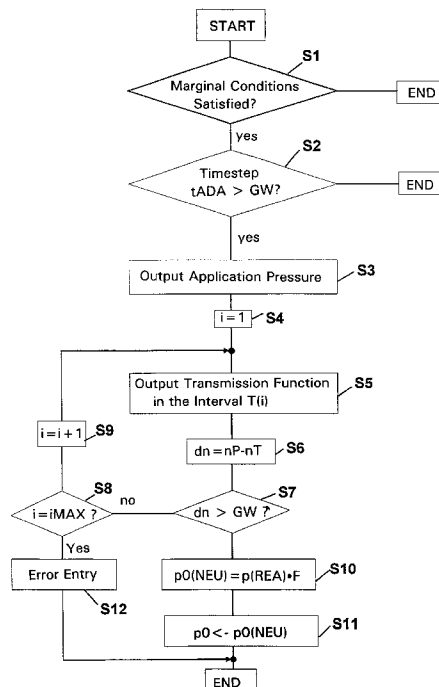 START
S1
Marginal Conditions
Satisfied?
END
yes
S2
Timestep
tADA > GW?
END
yes
Output Application Pressure
S3
i=1
S4
Output Transmission Function
in the Interval T(i)
S5
i=i+1
S9
dn=nP-nT
S6
S8
i=iMAX ?
no
S7
dn > GW ?
Yes
Error Entry
S12
p0(NEU)=p(REA)•F
S10
p0<- p0(NEU)
S11
END